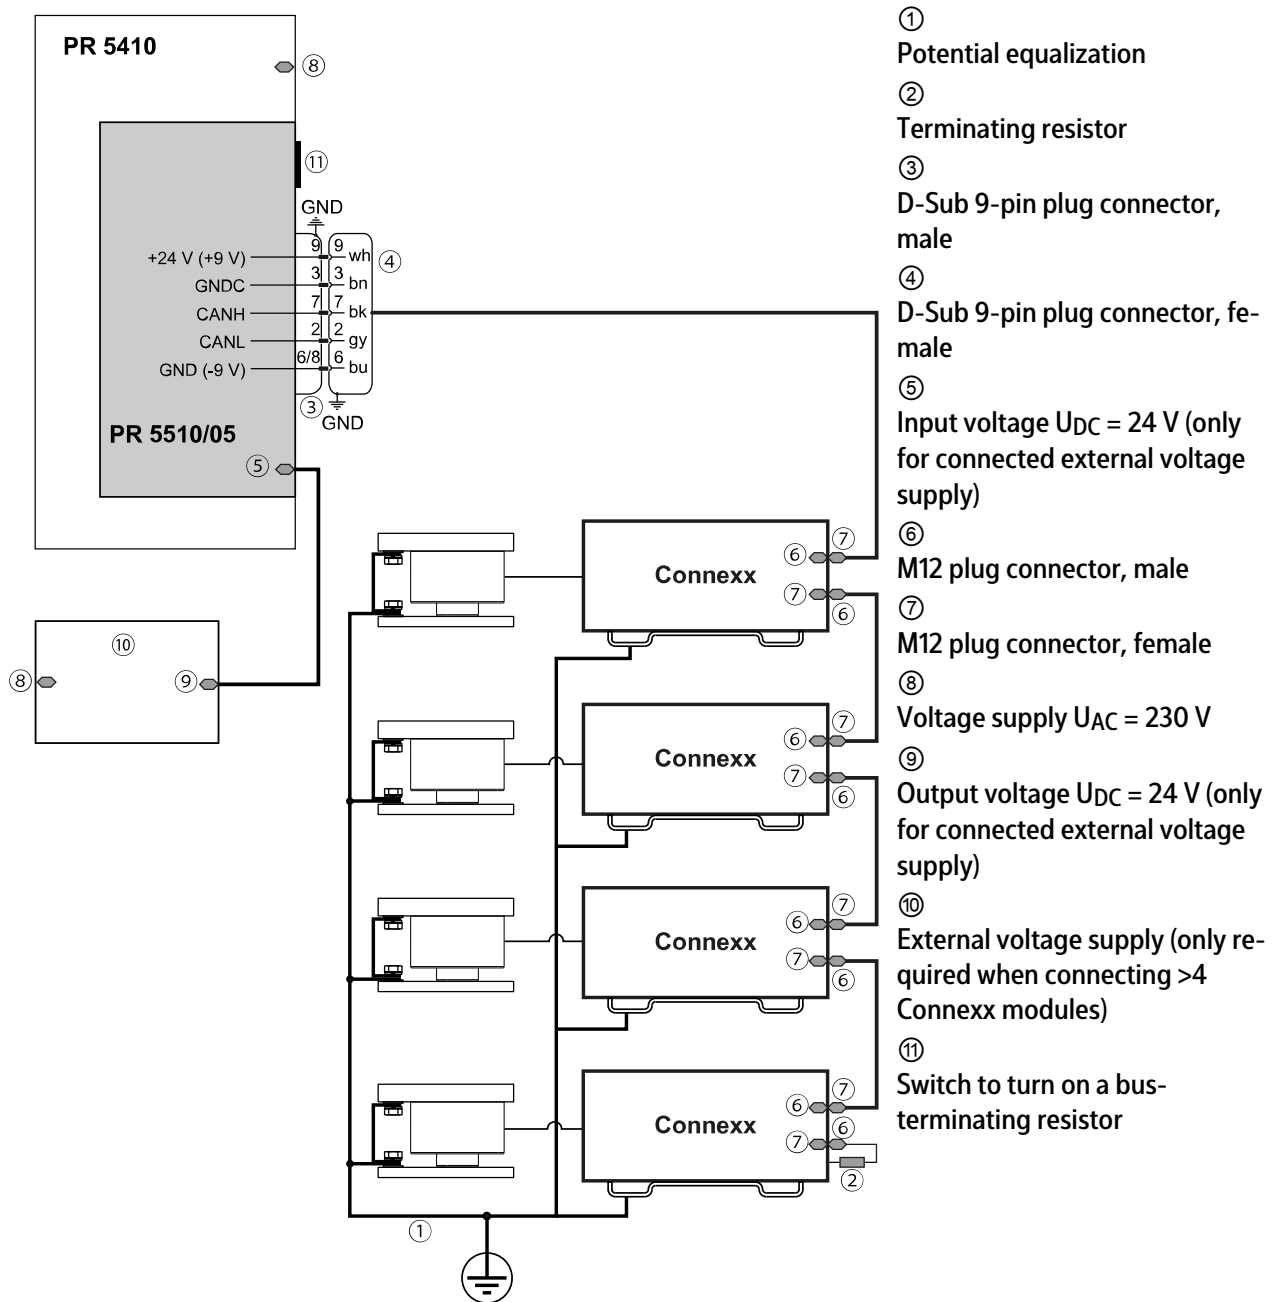 PR 5410
⑧
⑪
GND
+24 V (+9 V) 9 9 wh ④
GNDC 3 3 bn
CANH 7 7 bk
CANL 2 2 gy
GND (-9 V) 6/8 6 bu
③ GND
PR 5510/05
⑤
⑩
⑧ ⑨
Connexx ⑥ ⑦
⑦ ⑥
Connexx ⑥ ⑦
⑦ ⑥
Connexx ⑥ ⑦
⑦ ⑥
Connexx ⑥ ⑦
⑦ ⑥
②
①
①
Potential equalization
②
Terminating resistor
③
D-Sub 9-pin plug connector,
male
④
D-Sub 9-pin plug connector, fe-
male
⑤
Input voltage UDC = 24 V (only
for connected external voltage
supply)
⑥
M12 plug connector, male
⑦
M12 plug connector, female
⑧
Voltage supply UAC = 230 V
⑨
Output voltage UDC = 24 V (only
for connected external voltage
supply)
⑩
External voltage supply (only re-
quired when connecting >4
Connexx modules)
⑪
Switch to turn on a bus-
terminating resistor